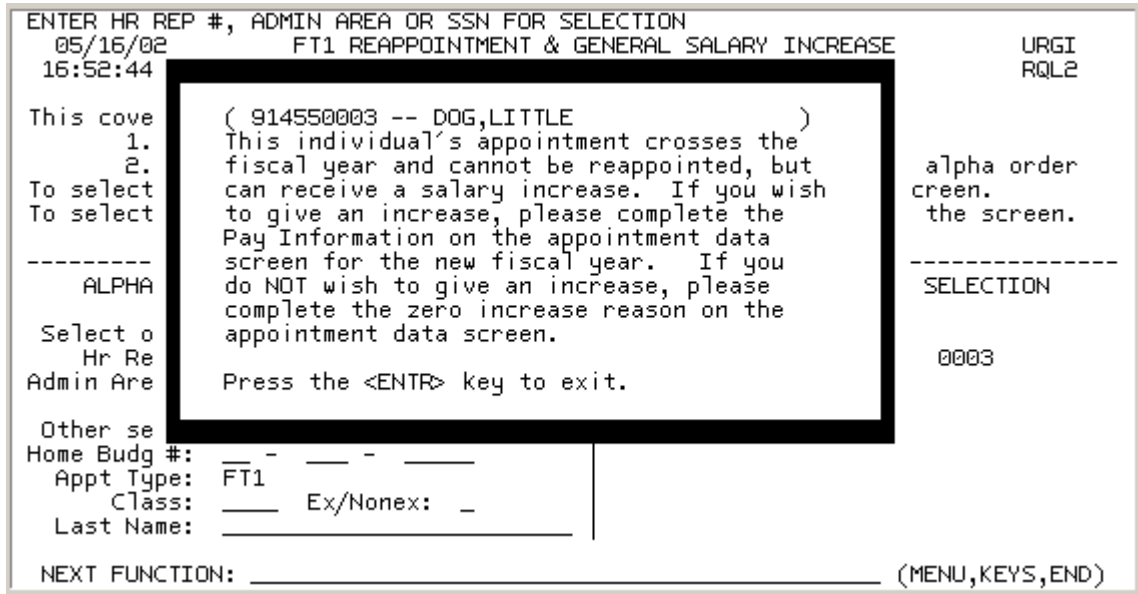 ENTER HR REP #, ADMIN AREA OR SSN FOR SELECTION
05/16/02 FT1 REAPPOINTMENT & GENERAL SALARY INCREASE URGI
16:52:44 RQL2
( 914550003 -- DOG,LITTLE )
This cove
1. This individual´s appointment crosses the
2. fiscal year and cannot be reappointed, but alpha order
To select can receive a salary increase. If you wish creen.
To select to give an increase, please complete the the screen.
Pay Information on the appointment data
--------- screen for the new fiscal year. If you ---------------
ALPHA do NOT wish to give an increase, please SELECTION
complete the zero increase reason on the
Select o appointment data screen.
Hr Re 0003
Admin Are Press the <ENTR> key to exit.
Other se
Home Budg #: __ - ___ - _____
Appt Type: FT1
Class: ____ Ex/Nonex: _
Last Name: _________________________
NEXT FUNCTION: _____________________________________________ (MENU,KEYS,END)